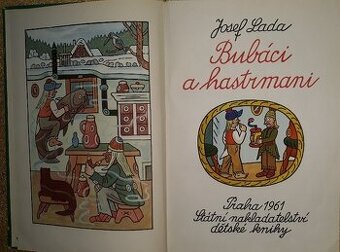 Josef Lada
Bubáci
a hastrmani
Praha 1961
Státní nakladatelství
dětské knihy